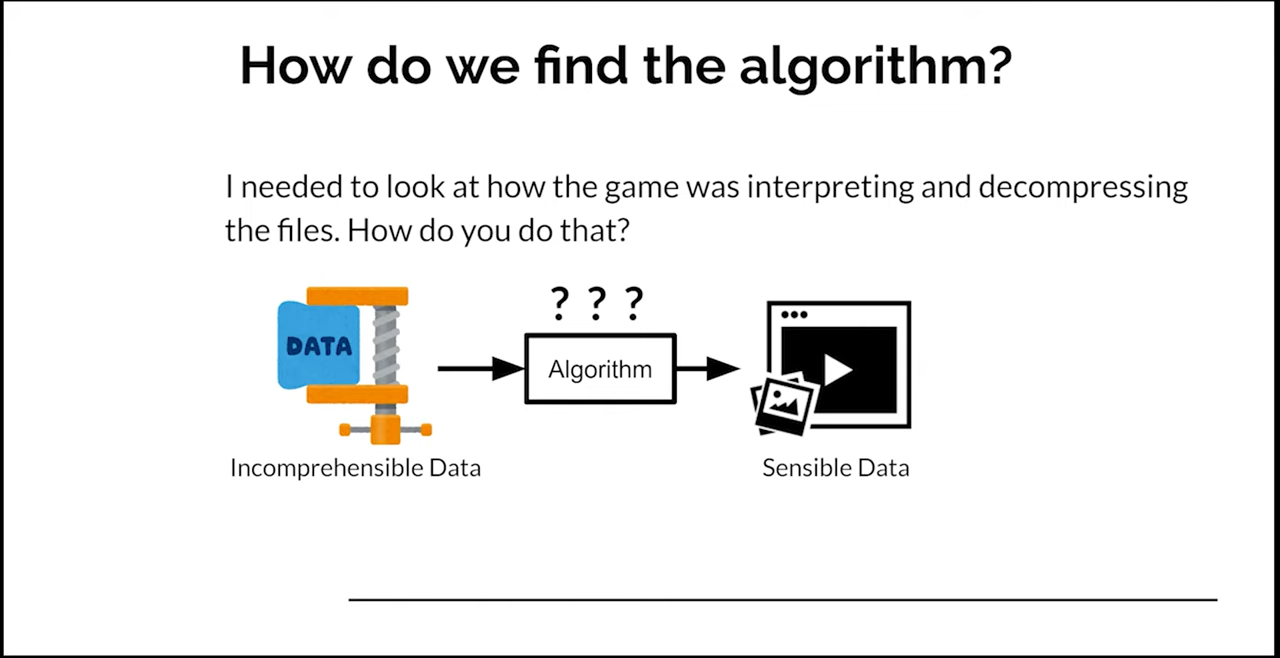 How do we find the algorithm?
I needed to look at how the game was interpreting and decompressing
the files. How do you do that?
? ? ?
DATA
Algorithm
Incomprehensible Data
Sensible Data